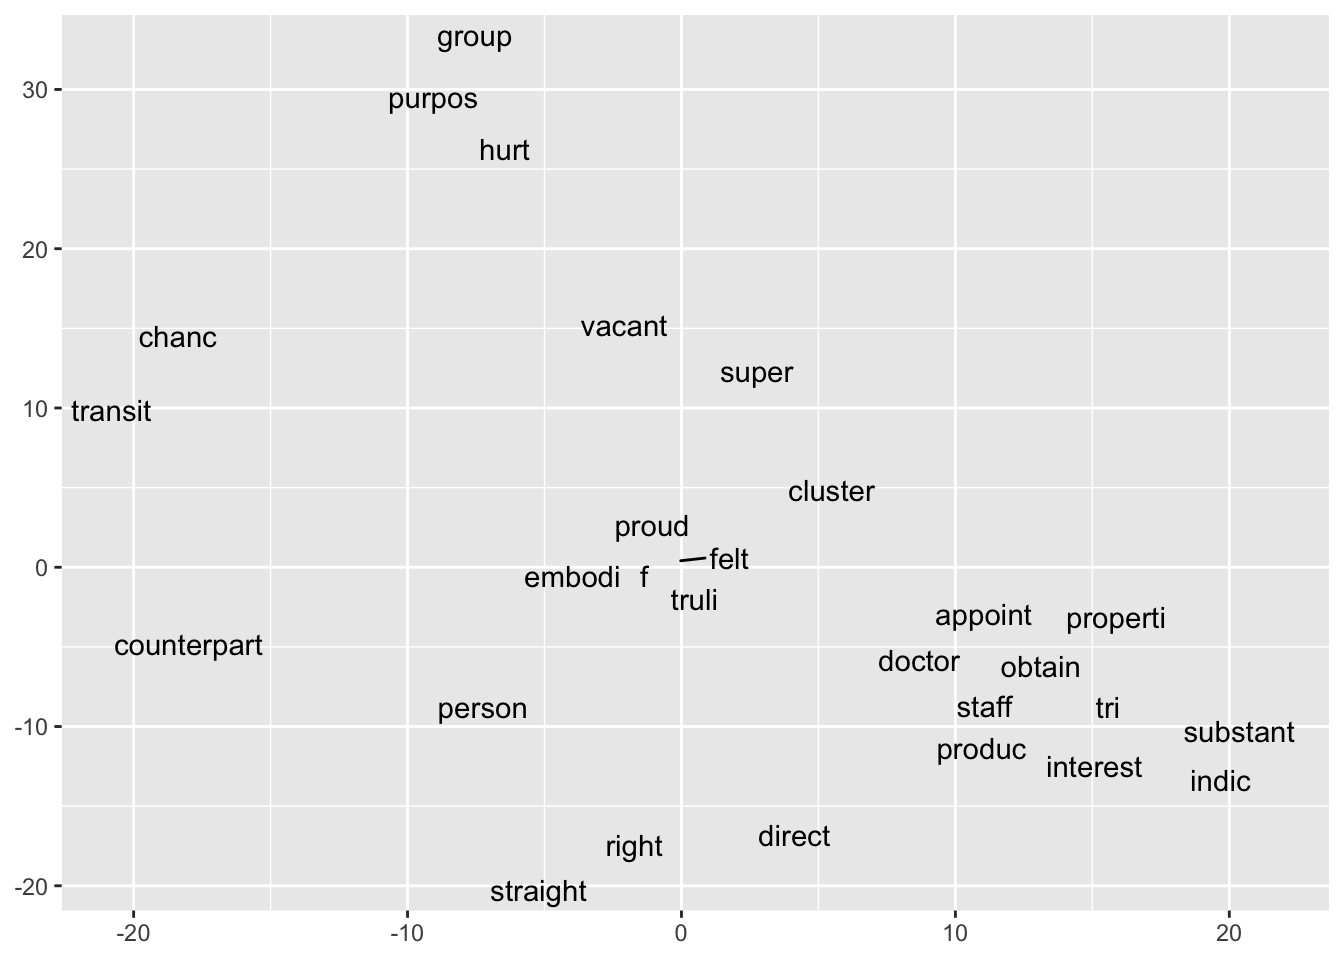 group
30
purpos
hurt
20
vacant
chanc
super
10
transit
cluster
proud
felt
0
embodi f
truli
appoint properti
counterpart
doctor obtain
person staff tri
-10
substant
produc
interest
indic
direct
right
-20
straight
-20 -10 0 10 20